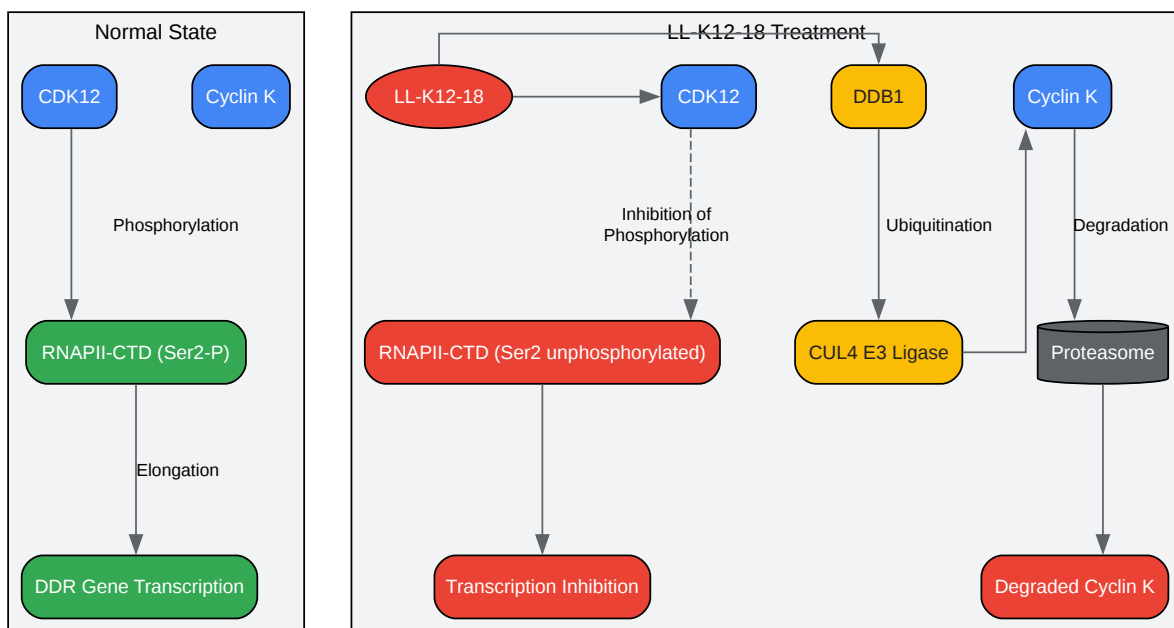 Normal State
CDK12
Cyclin K
Phosphorylation
RNAPII-CTD (Ser2-P)
Elongation
DDR Gene Transcription
LL-K12-18 Treatment
LL-K12-18
CDK12
DDB1
Cyclin K
Inhibition of
Phosphorylation
Ubiquitination
Degradation
RNAPII-CTD (Ser2 unphosphorylated)
CUL4 E3 Ligase
Proteasome
Transcription Inhibition
Degraded Cyclin K